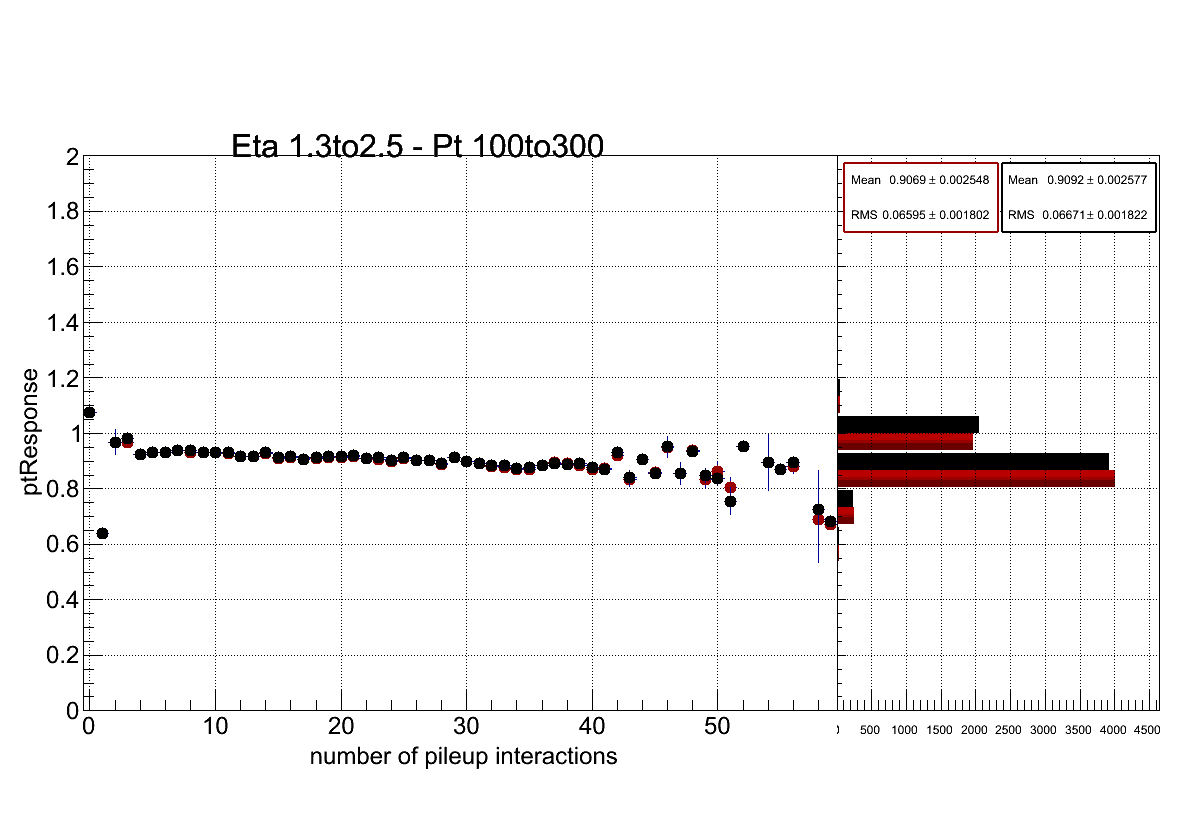 Eta 1.3to2.5 - Pt 100to300
2
1.8
1.6
1.4
1.2
1
0.8
0.6
0.4
0.2
0
ptResponse
0 10 20 30 40 50
number of pileup interactions
Mean 0.9069 ± 0.002548
RMS 0.06595 ± 0.001802
Mean 0.9092 ± 0.002577
RMS 0.06671 ± 0.001822
500 1000 1500 2000 2500 3000 3500 4000 4500